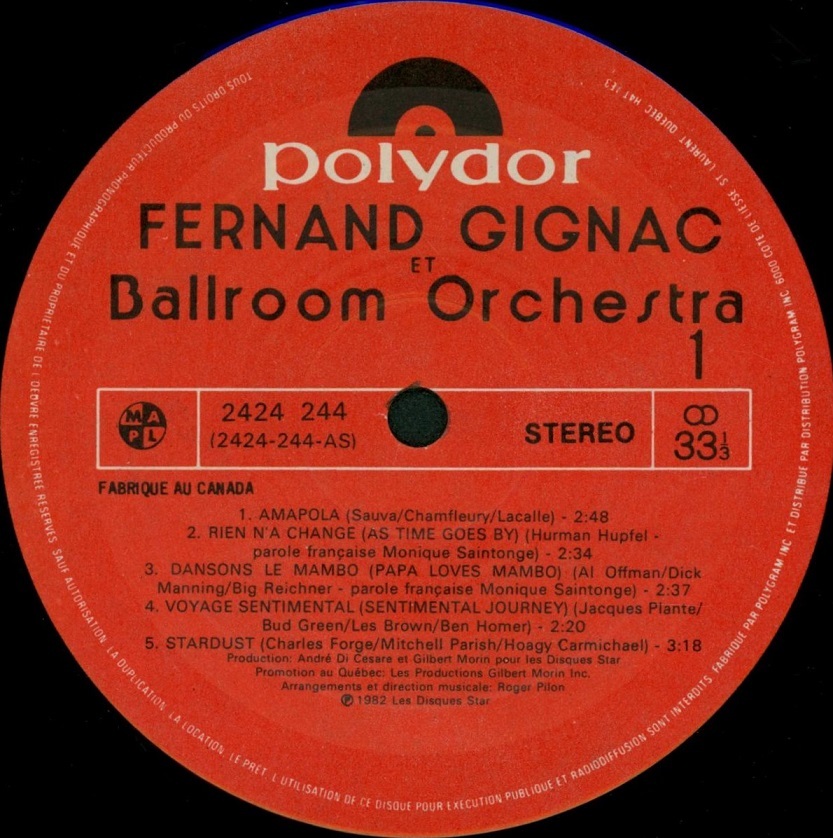 polydor
FERNAND GIGNAC
ET
Ballroom Orchestra
1
MAPL
2424 244
(2424-244-AS)
STEREO
33 1/3
FABRIQUE AU CANADA
1. AMAPOLA (Sauva/Chamfleury/Lacalle) - 2:48
2. RIEN N'A CHANGE (AS TIME GOES BY) (Hurman Hupfel -
parole française Monique Saintonge) - 2:34
3. DANSONS LE MAMBO (PAPA LOVES MAMBO) (Al Offman/Dick
Manning/Big Reichner - parole française Monique Saintonge) - 2:37
4. VOYAGE SENTIMENTAL (SENTIMENTAL JOURNEY) (Jacques Plante/
Bud Green/Les Brown/Ben Homer) - 2:20
5. STARDUST (Charles Forge/Mitchell Parish/Hoagy Carmichael) - 3:18
Production: André Di Cesare et Gilbert Morin pour les Disques Star
Promotion au Québec: Les Productions Gilbert Morin Inc.
Arrangements et direction musicale: Roger Pilon
℗ 1982 Les Disques Star
TOUS DROITS DU PRODUCTEUR PHONOGRAPHIQUE ET DU PROPRIETAIRE DE L'OEUVRE ENREGISTREE RESERVES. SAUF AUTORISATION, LA DUPLICATION, LA LOCATION, LE PRET, L'UTILISATION DE CE DISQUE POUR EXECUTION PUBLIQUE ET RADIODIFFUSION SONT INTERDITS. FABRIQUE PAR POLYGRAM INC ET DISTRIBUE PAR DISTRIBUTION POLYGRAM INC. 6000 COTE DE LIESSE ST LAURENT QUEBEC H4T 1E3